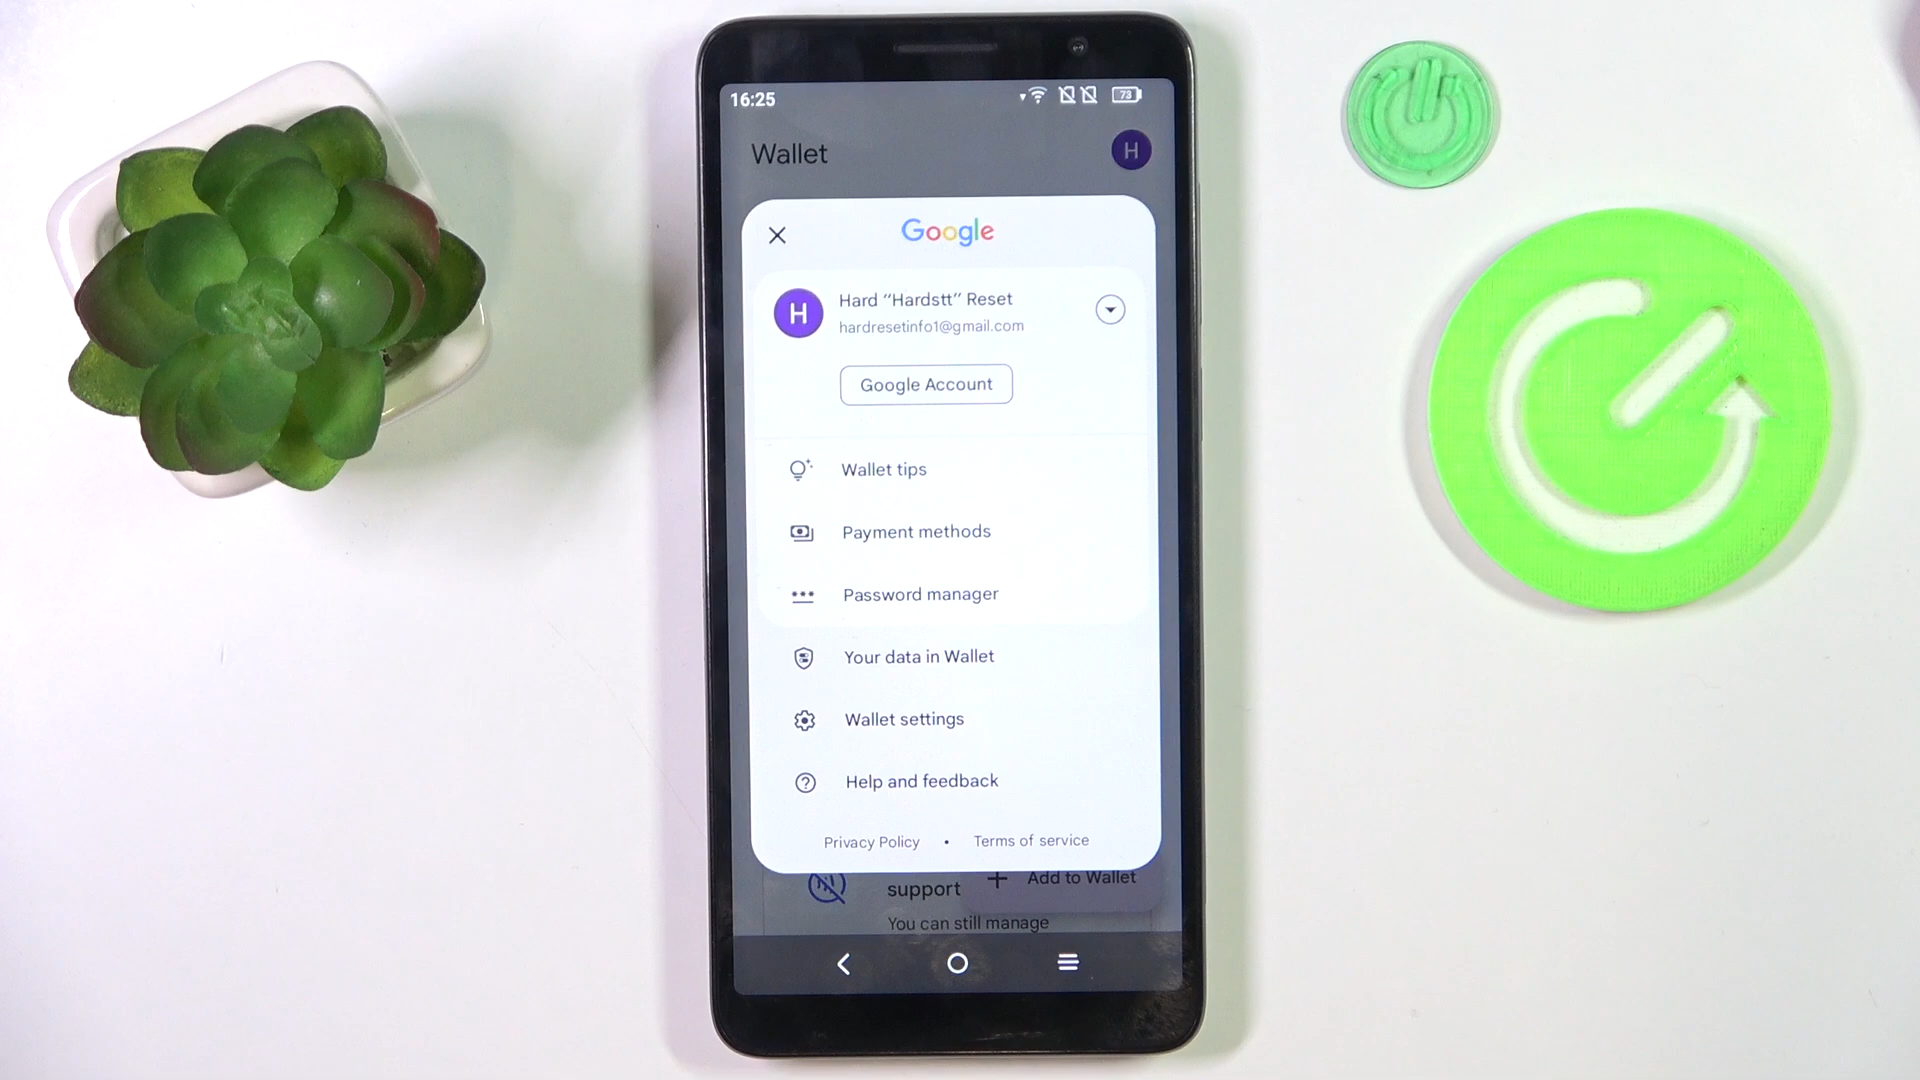 16:25
73
Wallet
H
Google
H
Hard “Hardstt” Reset
hardresetinfo1@gmail.com
Google Account
Wallet tips
Payment methods
Password manager
Your data in Wallet
Wallet settings
Help and feedback
Privacy Policy • Terms of service
support
+ Add to Wallet
You can still manage